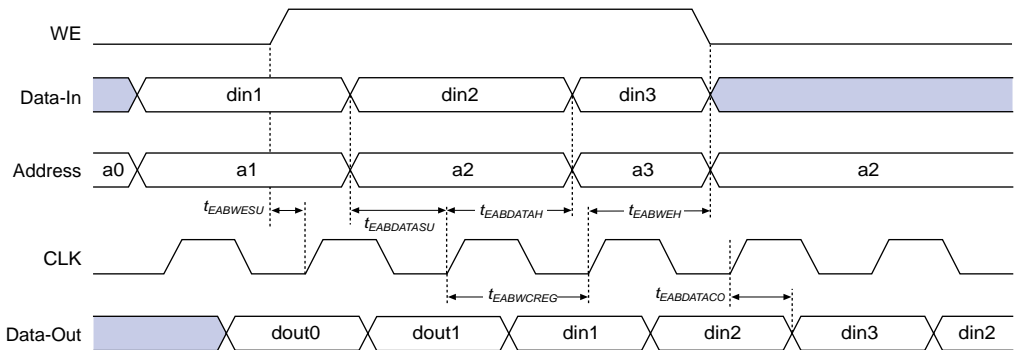 WE
Data-In din1 din2 din3
Address a0 a1 a2 a3 a2
tEABWESU tEABDATASU tEABDATAH tEABWEH
CLK
tEABWCREG tEABDATACO
Data-Out dout0 dout1 din1 din2 din3 din2